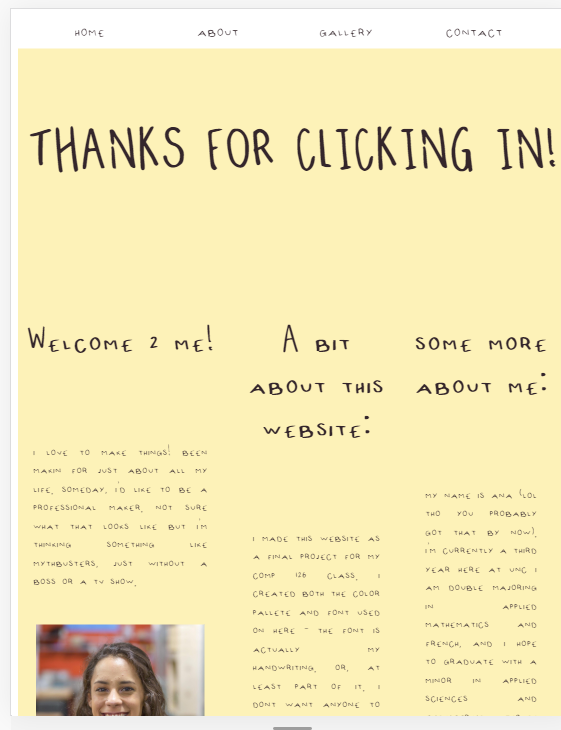 HOME ABOUT GALLERY CONTACT
THANKS FOR CLICKING IN!
WELCOME 2 ME!
I LOVE TO MAKE THINGS! BEEN
MAKIN FOR JUST ABOUT ALL MY
LIFE, SOMEDAY, I'D LIKE TO BE A
PROFESSIONAL MAKER, NOT SURE
WHAT THAT LOOKS LIKE BUT I'M
THINKING SOMETHING LIKE
MYTHBUSTERS, JUST WITHOUT A
BOSS OR A TV SHOW.
A BIT
ABOUT THIS
WEBSITE:
I MADE THIS WEBSITE AS
A FINAL PROJECT FOR MY
COMP 126 CLASS, I
CREATED BOTH THE COLOR
PALLETE AND FONT USED
ON HERE - THE FONT IS
ACTUALLY MY
HANDWRITING, OR, AT
LEAST PART OF IT, I
DONT WANT ANYONE TO
SOME MORE
ABOUT ME:
MY NAME IS ANA (LOL
THO YOU PROBABLY
GOT THAT BY NOW),
I'M CURRENTLY A THIRD
YEAR HERE AT UNC I
AM DOUBLE MAJORING
IN APPLIED
MATHEMATICS AND
FRENCH, AND I HOPE
TO GRADUATE WITH A
MINOR IN APPLIED
SCIENCES AND